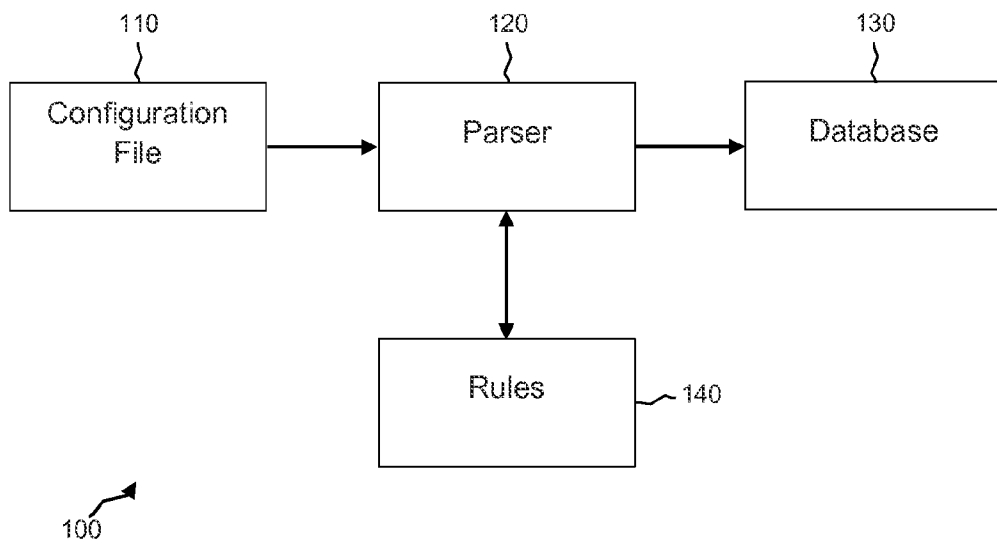 110
120
130
Configuration
File
Parser
Database
Rules
140
100